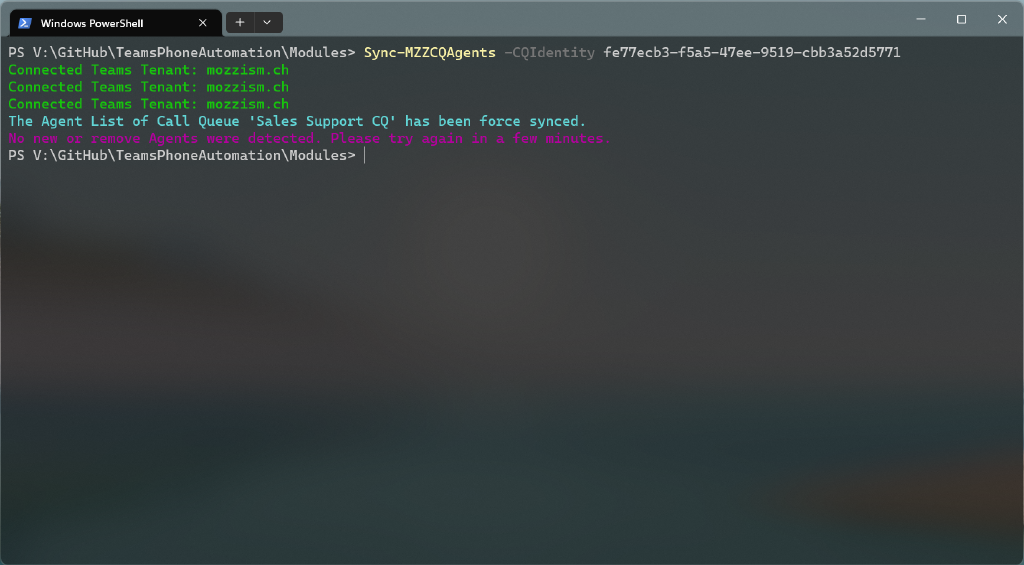 Windows PowerShell
PS V:\GitHub\TeamsPhoneAutomation\Modules> Sync-MZZCQAgents -CQIdentity fe77ecb3-f5a5-47ee-9519-cbb3a52d5771
Connected Teams Tenant: mozzism.ch
Connected Teams Tenant: mozzism.ch
Connected Teams Tenant: mozzism.ch
The Agent List of Call Queue 'Sales Support CQ' has been force synced.
No new or remove Agents were detected. Please try again in a few minutes.
PS V:\GitHub\TeamsPhoneAutomation\Modules>